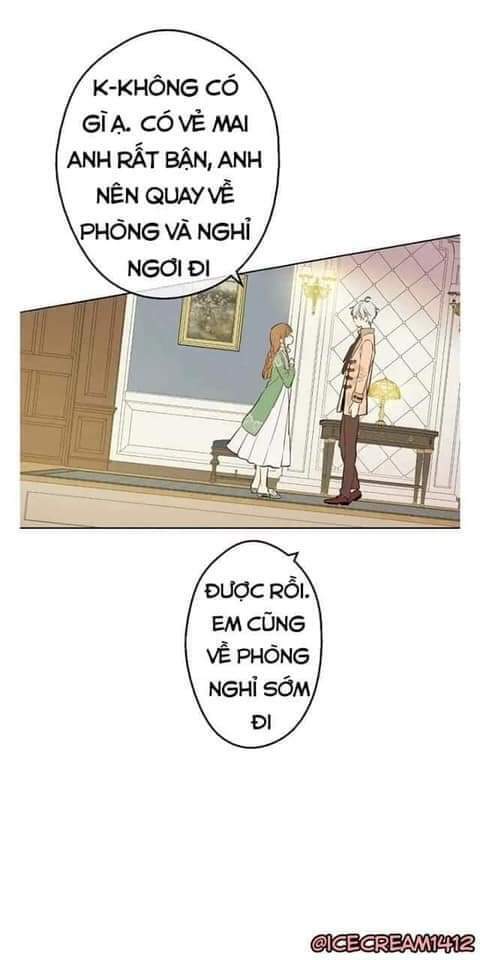 K-KHÔNG CÓ
GÌ Ạ. CÓ VẺ MAI
ANH RẤT BẬN, ANH
NÊN QUAY VỀ
PHÒNG VÀ NGHỈ
NGƠI ĐI
ĐƯỢC RỒI.
EM CŨNG
VỀ PHÒNG
NGHỈ SỚM
ĐI
@ICECREAM1412